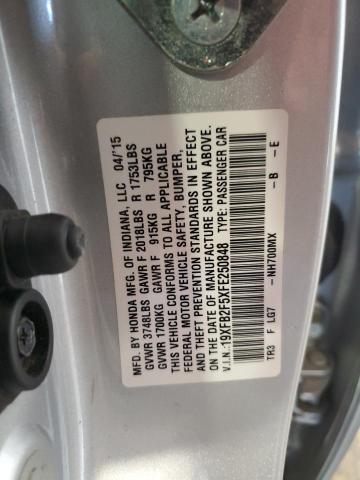 MFD. BY HONDA MFG. OF INDIANA, LLC 04/'15
GVWR 3748LBS GAWR F 2018LBS R 1753LBS
GVWR 1700KG GAWR F 915KG R 795KG
THIS VEHICLE CONFORMS TO ALL APPLICABLE
FEDERAL MOTOR VEHICLE SAFETY, BUMPER,
AND THEFT PREVENTION STANDARDS IN EFFECT
ON THE DATE OF MANUFACTURE SHOWN ABOVE.
V.I.N.:19XFB2F5XFE250848 TYPE: PASSENGER CAR
TR3 F LG7 -NH700MX -B -E